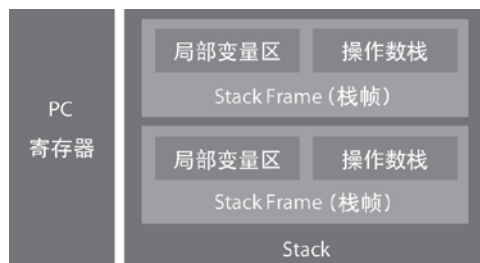 PC
寄存器
局部变量区
操作数栈
Stack Frame (栈帧)
局部变量区
操作数栈
Stack Frame (栈帧)
Stack